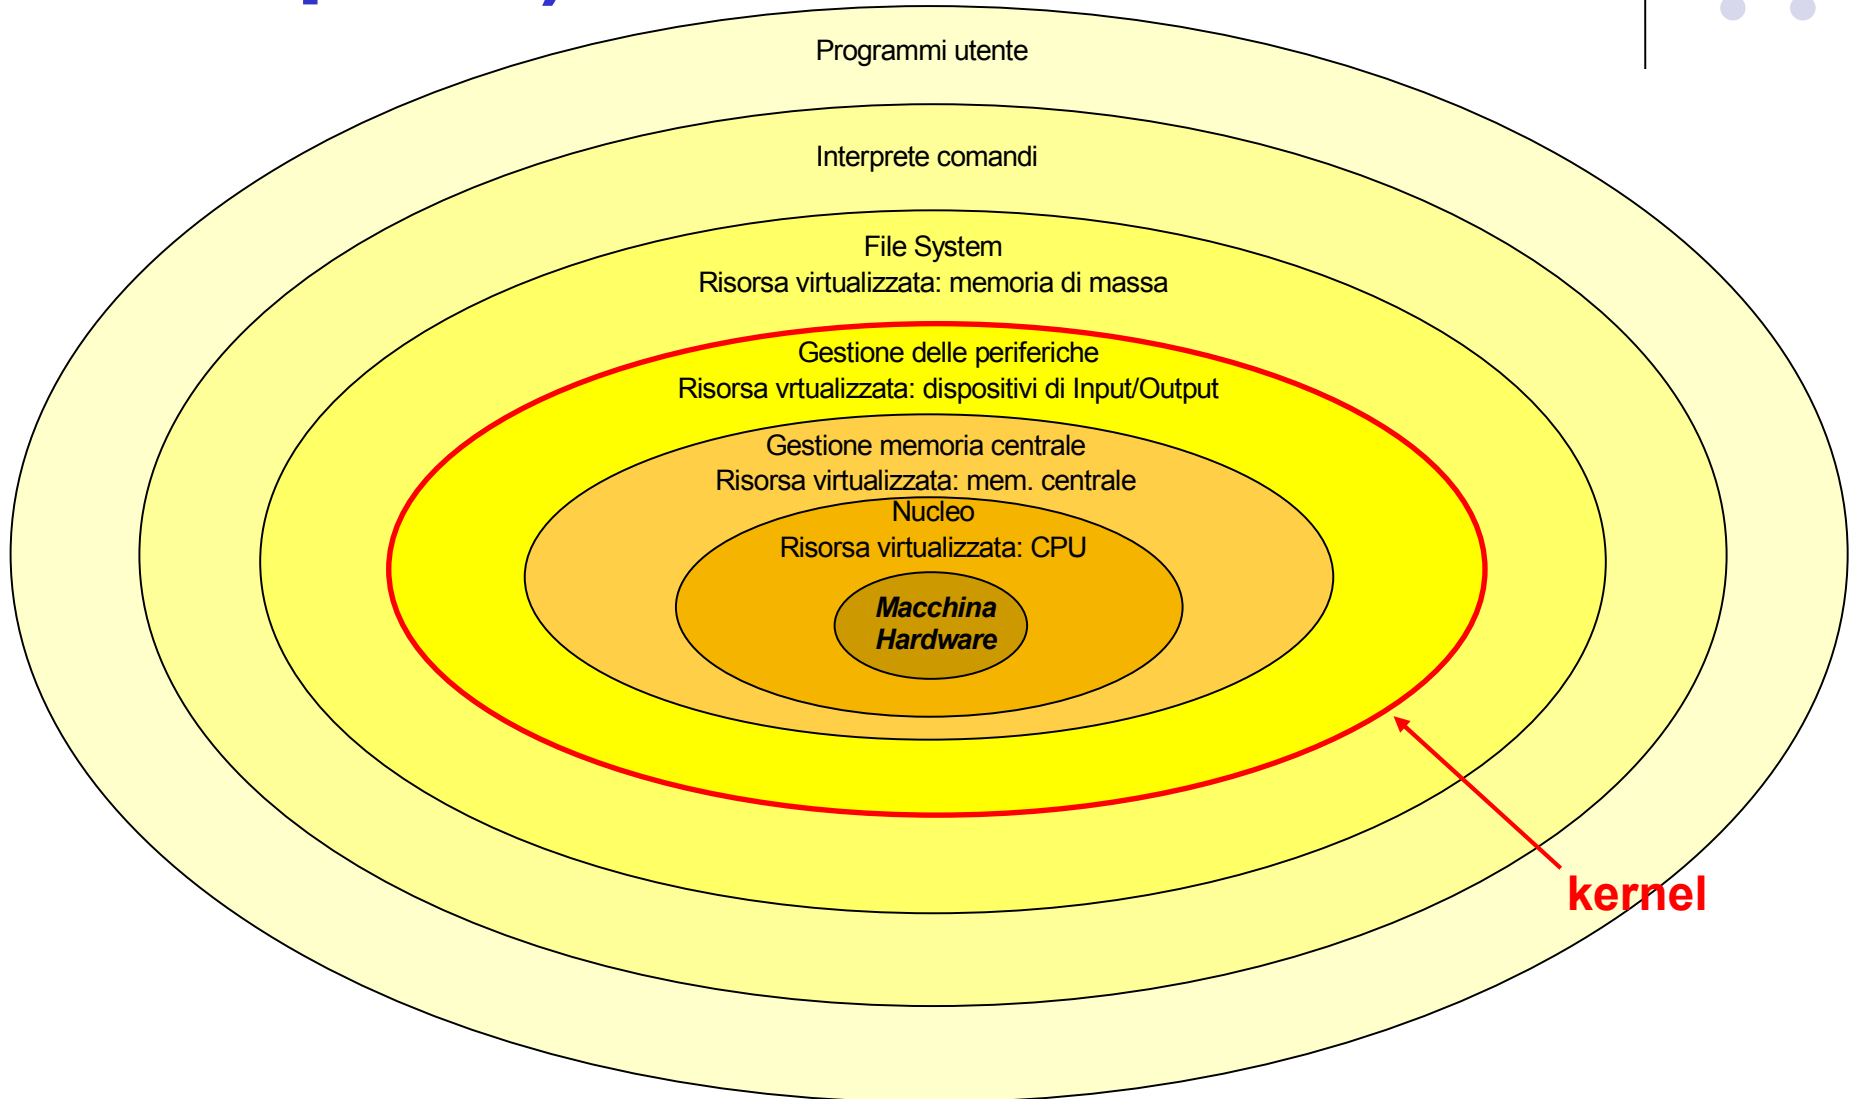 Programmi utente
Interprete comandi
File System
Risorsa virtualizzata: memoria di massa
Gestione delle periferiche
Risorsa vrtualizzata: dispositivi di Input/Output
Gestione memoria centrale
Risorsa virtualizzata: mem. centrale
Nucleo
Risorsa virtualizzata: CPU
Macchina
Hardware
kernel